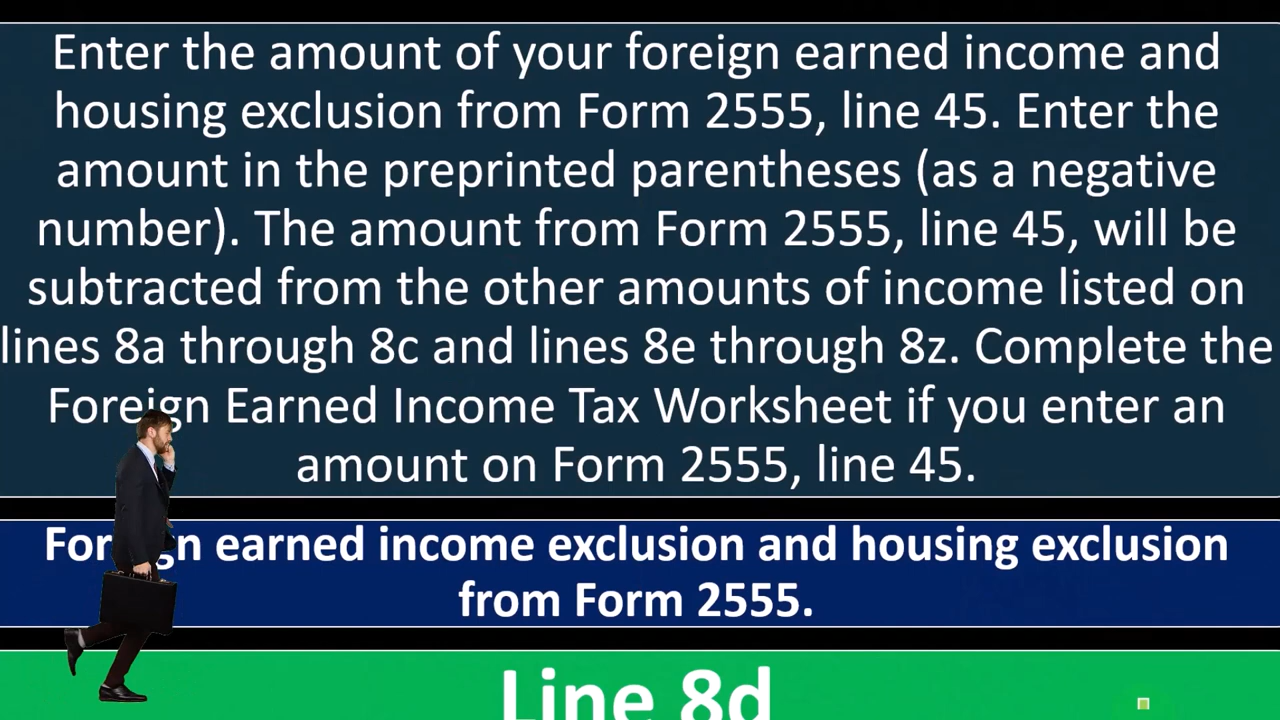 Enter the amount of your foreign earned income and
housing exclusion from Form 2555, line 45. Enter the
amount in the preprinted parentheses (as a negative
number). The amount from Form 2555, line 45, will be
subtracted from the other amounts of income listed on
lines 8a through 8c and lines 8e through 8z. Complete the
Foreign Earned Income Tax Worksheet if you enter an
amount on Form 2555, line 45.
Foreign earned income exclusion and housing exclusion
from Form 2555.
Line 8d